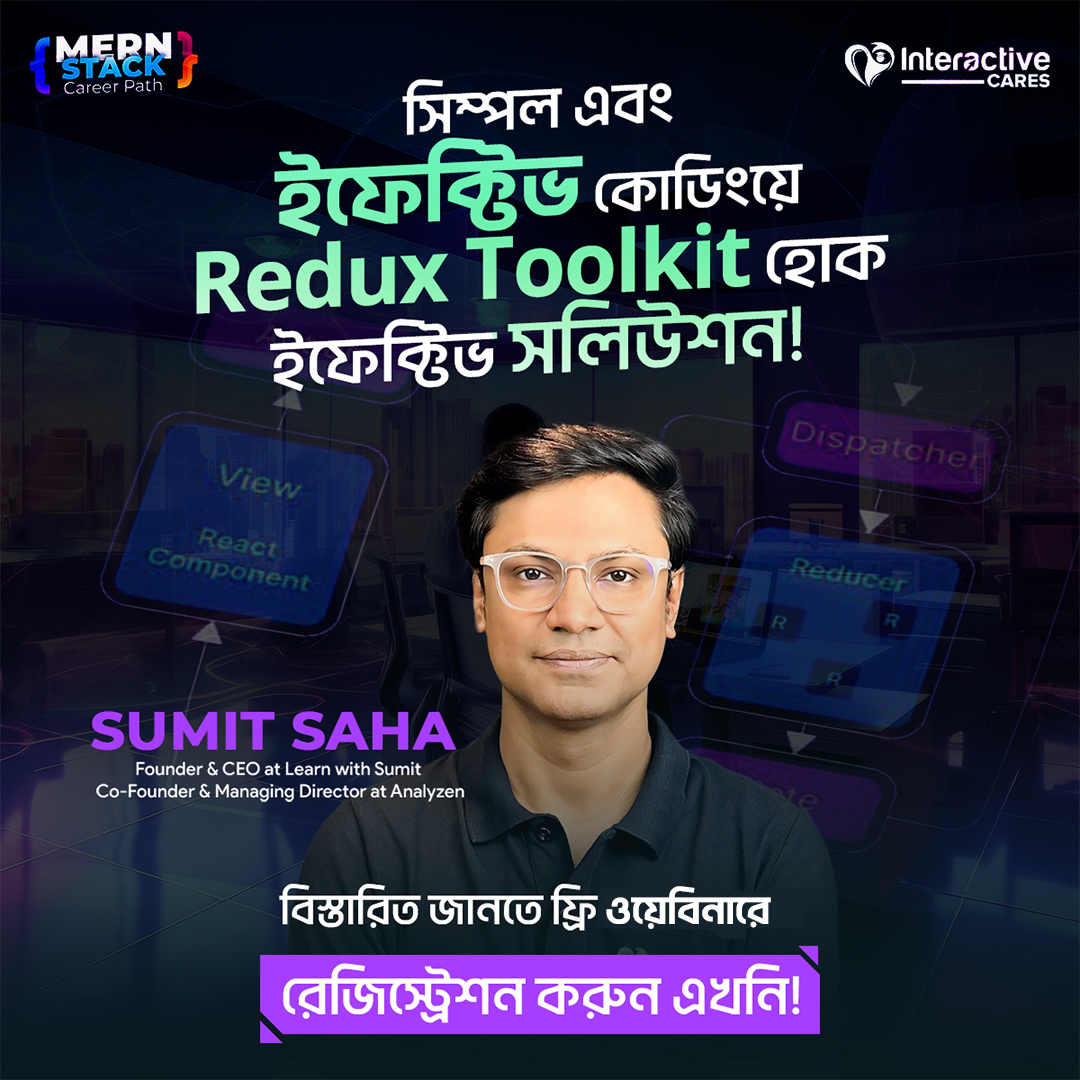 MERN
STACK
Career Path
Interactive
CARES
সিম্পল এবং
ইফেক্টিভ কোডিংয়ে
Redux Toolkit হোক
ইফেক্টিভ সলিউশন!
View
React
Component
Dispatcher
Reducer
R R
R
SUMIT SAHA
Founder & CEO at Learn with Sumit
Co-Founder & Managing Director at Analyzen
বিস্তারিত জানতে ফ্রি ওয়েবিনারে
রেজিস্ট্রেশন করুন এখনি!